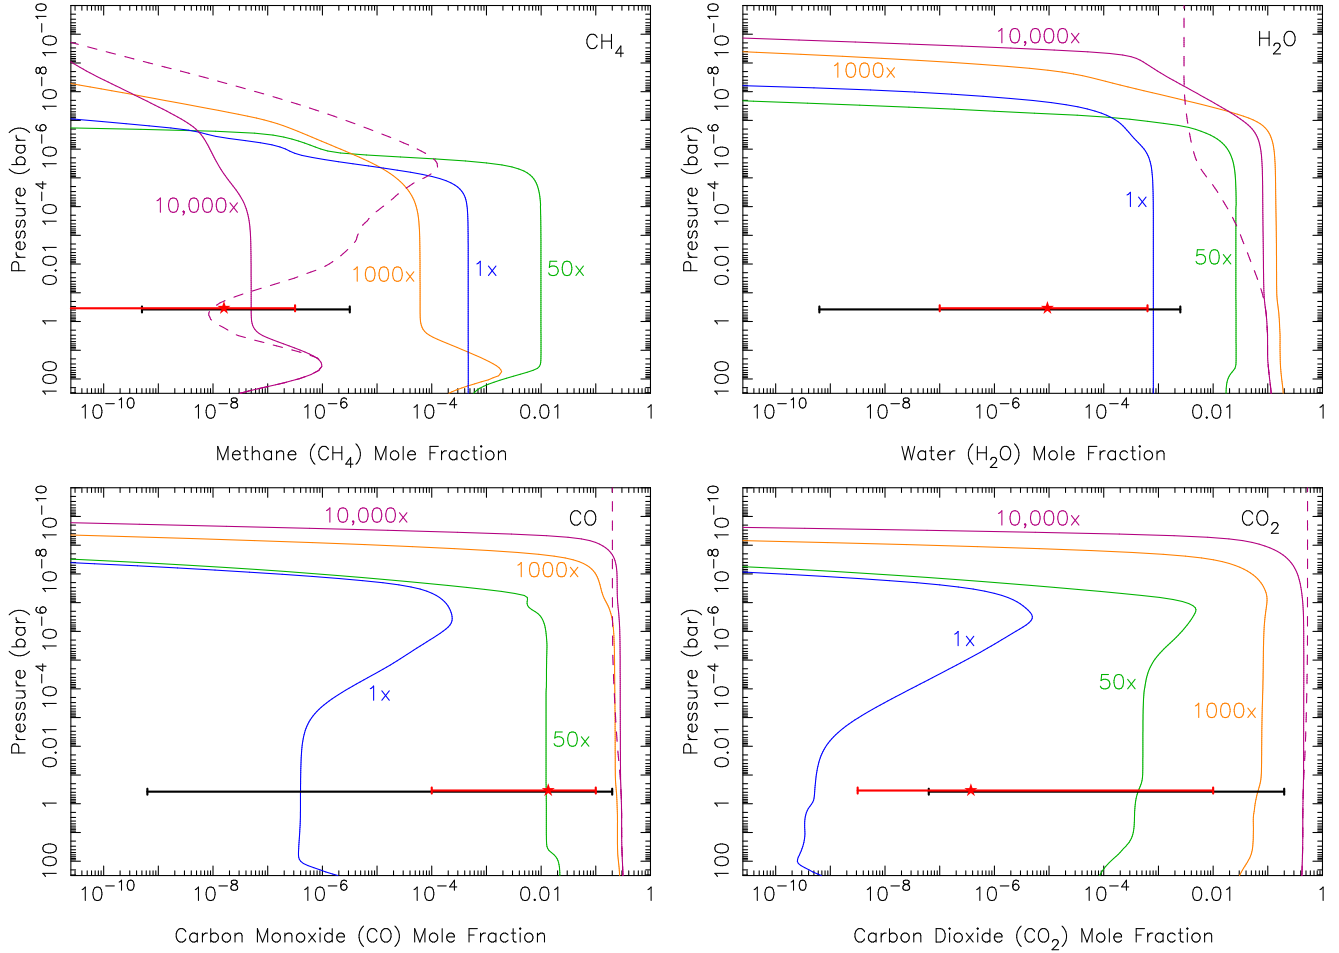 10⁻¹⁰
10⁻⁸
10⁻⁶
10⁻⁴
0.01
1
100
Pressure (bar)
CH₄
10,000x
1000x
1x
50x
10⁻¹⁰ 10⁻⁸ 10⁻⁶ 10⁻⁴ 0.01 1
Methane (CH₄) Mole Fraction
10⁻¹⁰
10⁻⁸
10⁻⁶
10⁻⁴
0.01
1
100
Pressure (bar)
10,000x
H₂O
1000x
1x
50x
10⁻¹⁰ 10⁻⁸ 10⁻⁶ 10⁻⁴ 0.01 1
Water (H₂O) Mole Fraction
10⁻¹⁰
10⁻⁸
10⁻⁶
10⁻⁴
0.01
1
100
Pressure (bar)
10,000x
CO
1000x
1x
50x
10⁻¹⁰ 10⁻⁸ 10⁻⁶ 10⁻⁴ 0.01 1
Carbon Monoxide (CO) Mole Fraction
10⁻¹⁰
10⁻⁸
10⁻⁶
10⁻⁴
0.01
1
100
Pressure (bar)
10,000x
CO₂
1x
50x
1000x
10⁻¹⁰ 10⁻⁸ 10⁻⁶ 10⁻⁴ 0.01 1
Carbon Dioxide (CO₂) Mole Fraction